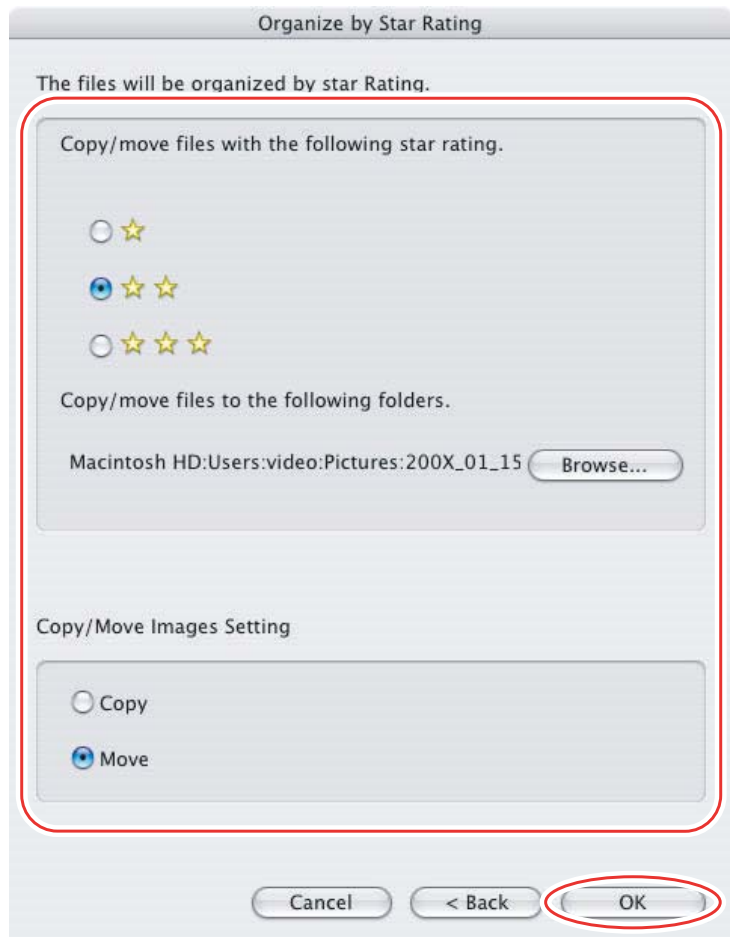 Organize by Star Rating
The files will be organized by star Rating.
Copy/move files with the following star rating.
Copy/move files to the following folders.
Macintosh HD:Users:video:Pictures:200X_01_15 Browse...
Copy/Move Images Setting
Copy
Move
Cancel < Back OK